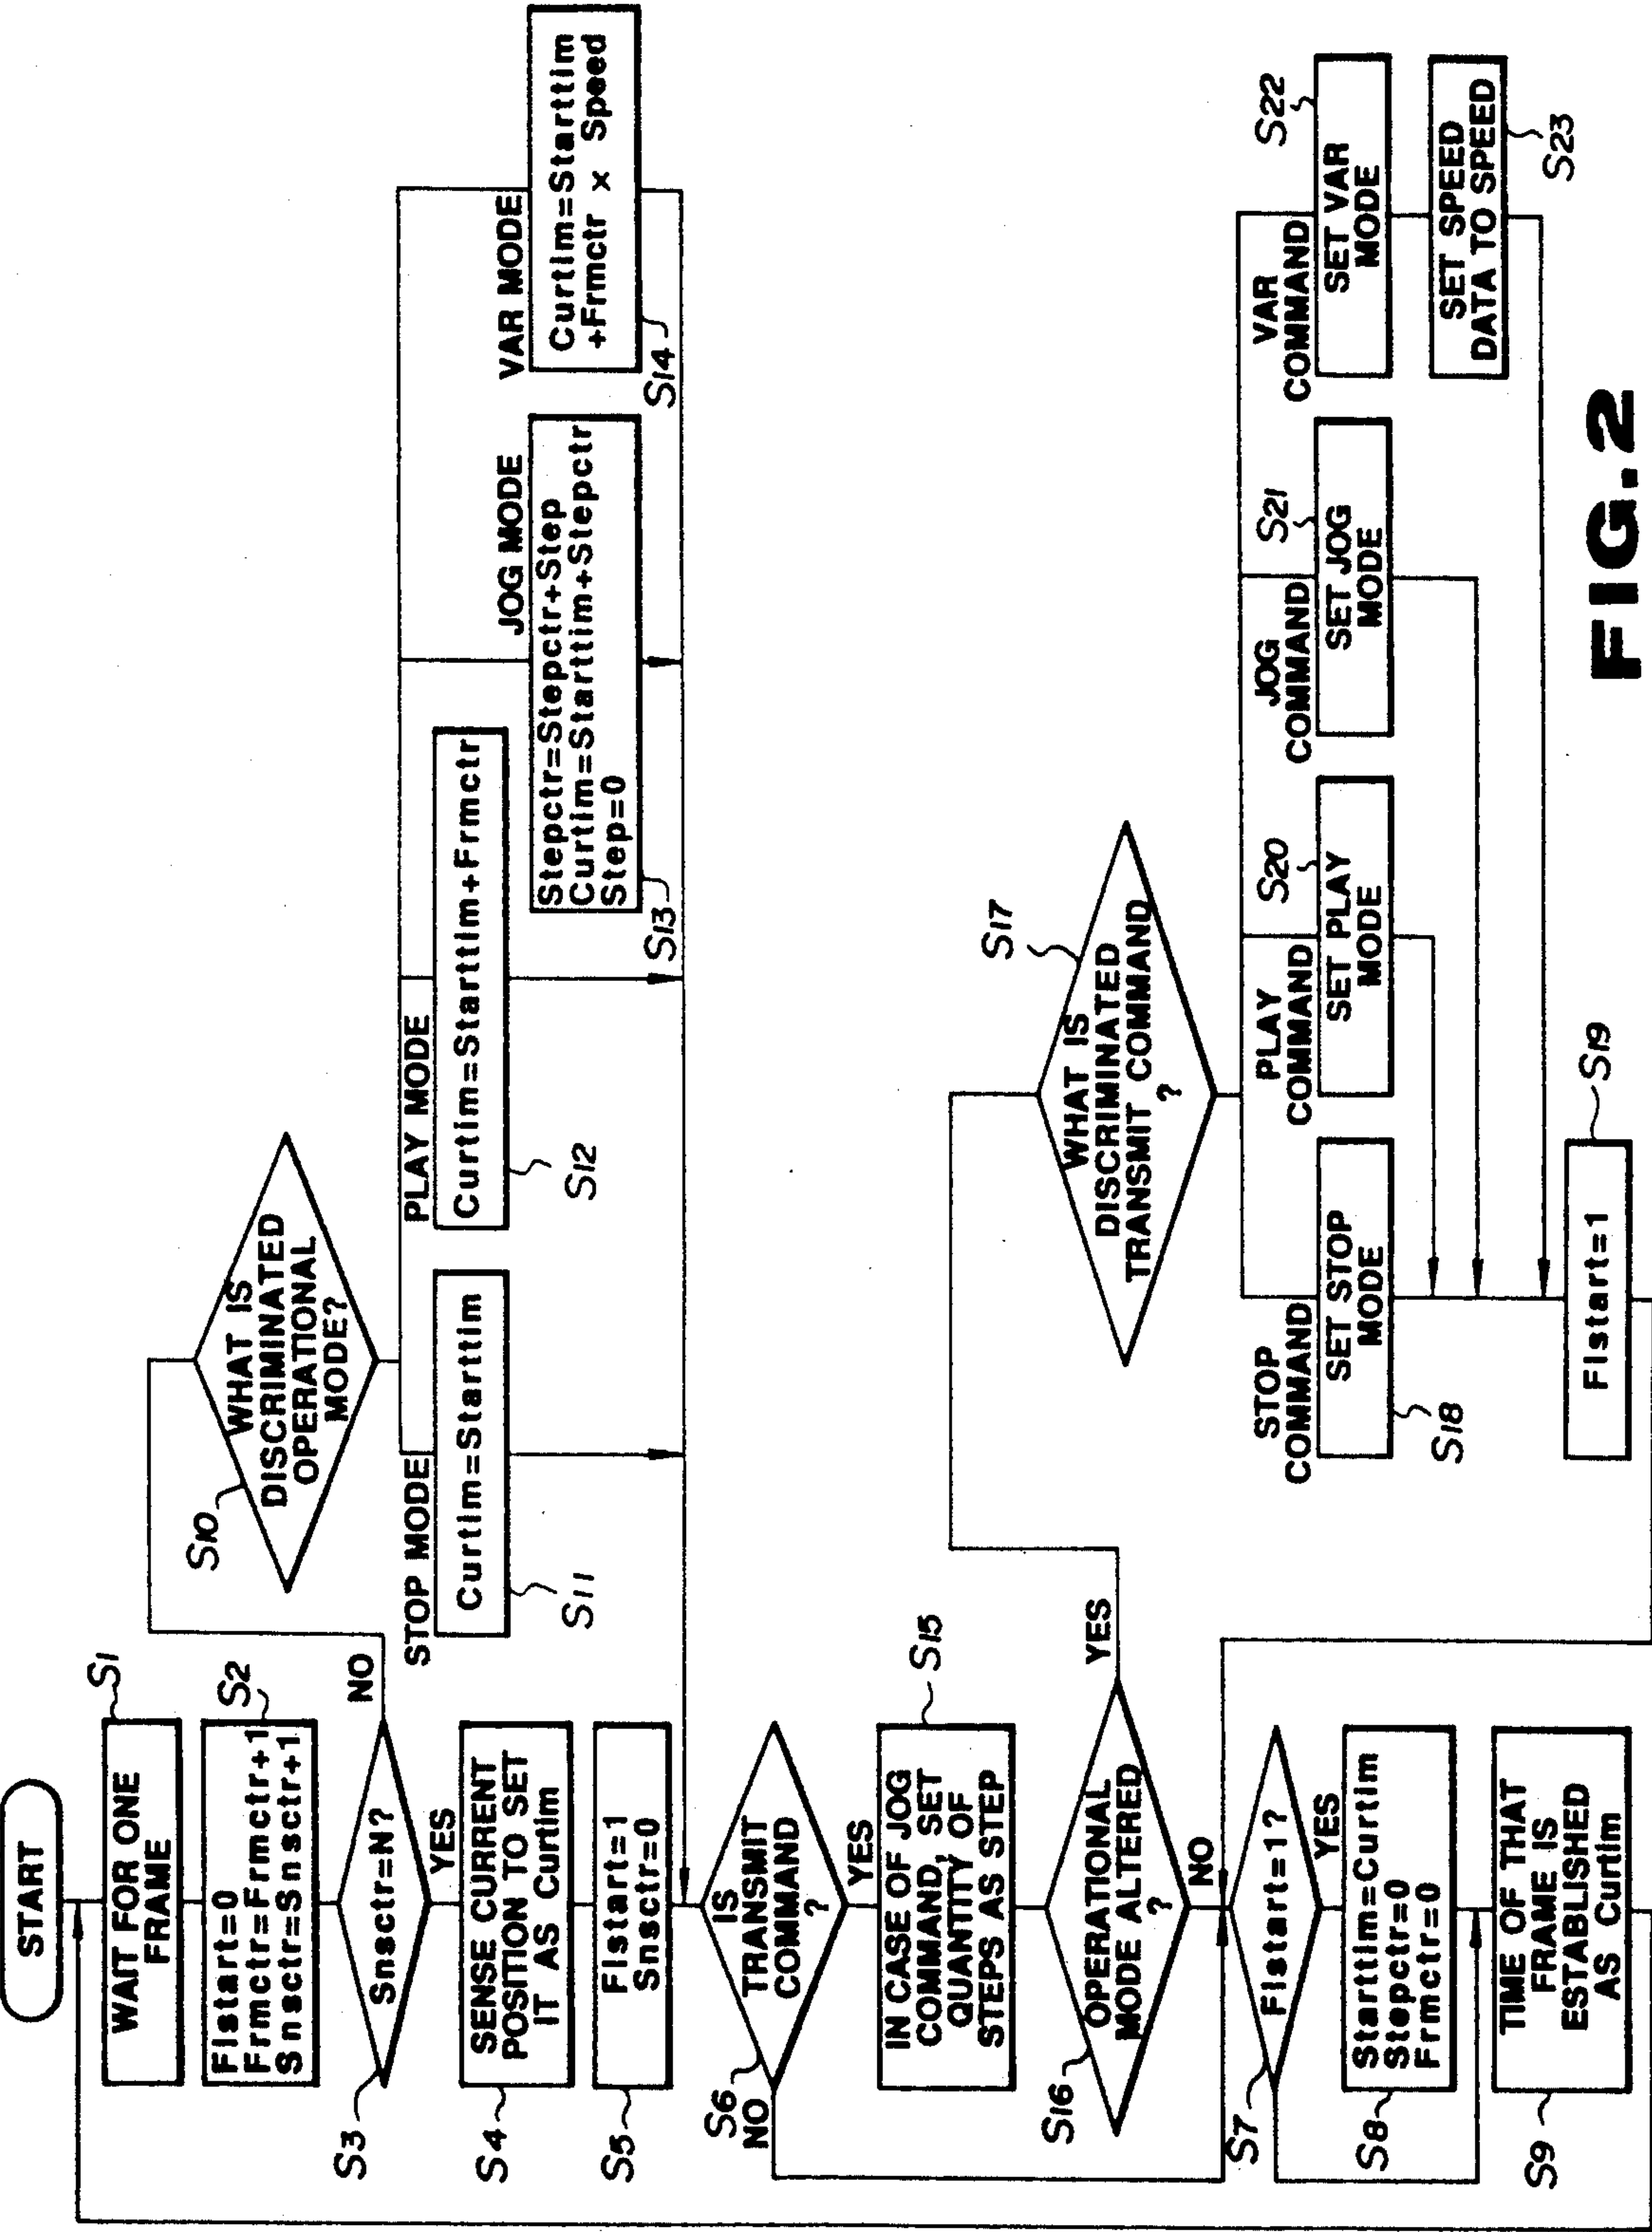 START
S1
WAIT FOR ONE
FRAME
S2
Flstart=0
Frmctr=Frmctr+1
Snsctr=Snsctr+1
S3
Snsctr=N?
NO
YES
S4
SENSE CURRENT
POSITION TO SET
IT AS Curtim
S5
Flstart=1
Snsctr=0
S6
IS
TRANSMIT
COMMAND
?
NO
YES
S15
IN CASE OF JOG
COMMAND, SET
QUANTITY OF
STEPS AS STEP
S16
OPERATIONAL
MODE ALTERED
?
YES
NO
S7
Flstart=1?
YES
S8
Starttim=Curtim
Stepctr=0
Frmctr=0
S9
TIME OF THAT
FRAME IS
ESTABLISHED
AS Curtim
S10
WHAT IS
DISCRIMINATED
OPERATIONAL
MODE?
STOP MODE
Curtim=Starttim
S11
PLAY MODE
Curtim=Starttim+Frmctr
S12
JOG MODE
Stepctr=Stepctr+Step
Curtim=Starttim+Stepctr
Step=0
S13
VAR MODE
Curtim=Starttim
+Frmctr × Speed
S14
S17
WHAT IS
DISCRIMINATED
TRANSMIT COMMAND
?
STOP
COMMAND
SET STOP
MODE
S18
PLAY
COMMAND
S20
SET PLAY
MODE
JOG
COMMAND
S21
SET JOG
MODE
VAR
COMMAND
S22
SET VAR
MODE
SET SPEED
DATA TO SPEED
S23
Flstart=1
S19
FIG.2